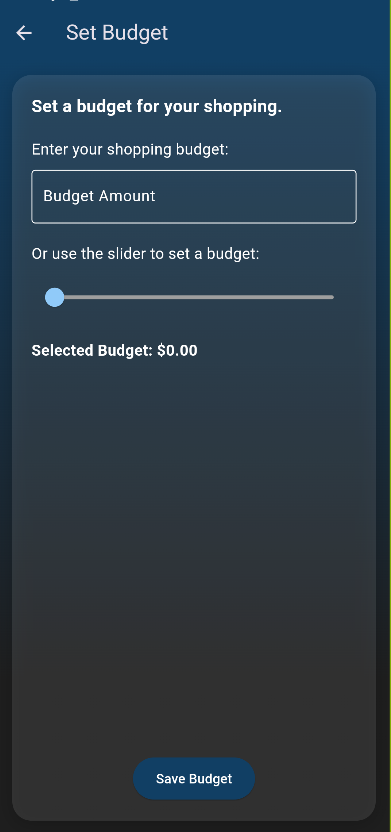 Set Budget
Set a budget for your shopping.
Enter your shopping budget:
Budget Amount
Or use the slider to set a budget:
Selected Budget: $0.00
Save Budget